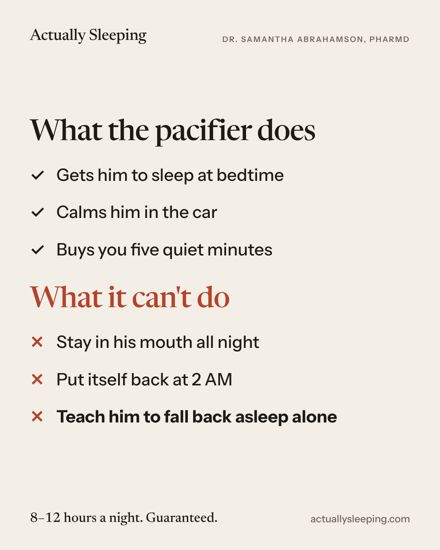 Actually Sleeping
DR. SAMANTHA ABRAHAMSON, PHARMD
What the pacifier does
✓ Gets him to sleep at bedtime
✓ Calms him in the car
✓ Buys you five quiet minutes
What it can't do
✕ Stay in his mouth all night
✕ Put itself back at 2 AM
✕ Teach him to fall back asleep alone
8–12 hours a night. Guaranteed.
actuallysleeping.com